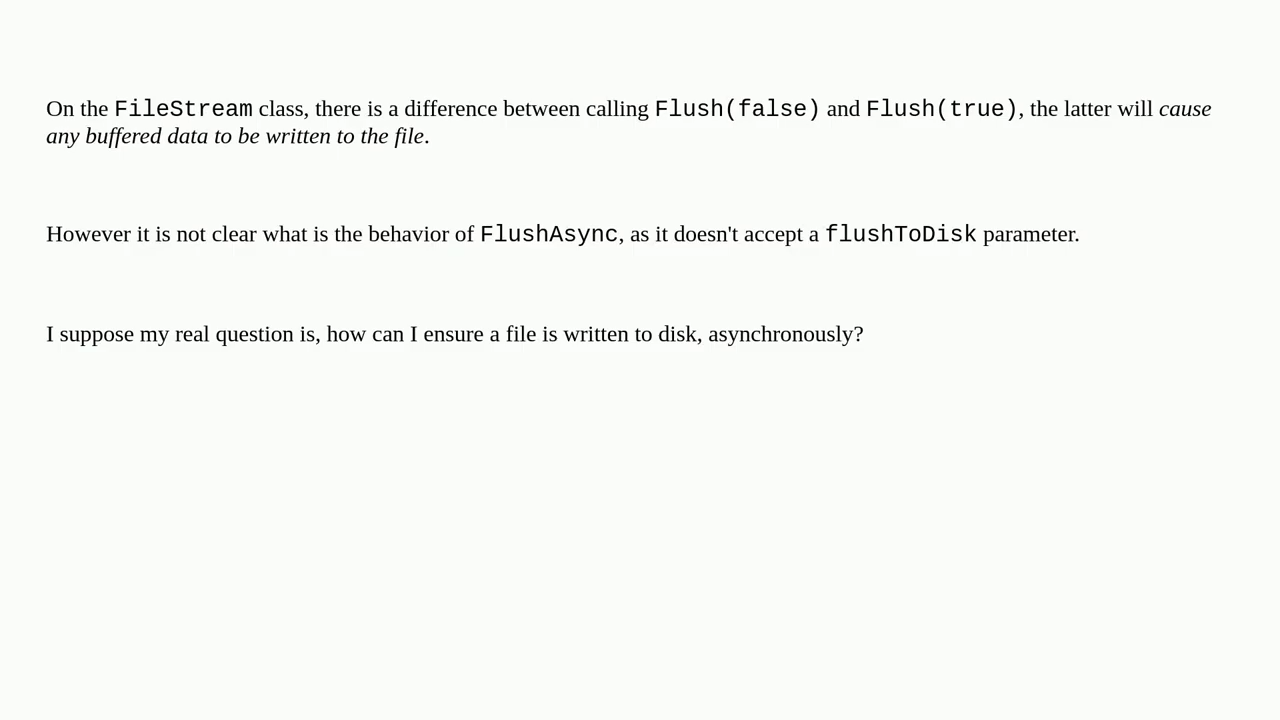 On the FileStream class, there is a difference between calling Flush(false) and Flush(true), the latter will cause
any buffered data to be written to the file.
However it is not clear what is the behavior of FlushAsync, as it doesn't accept a flushToDisk parameter.
I suppose my real question is, how can I ensure a file is written to disk, asynchronously?